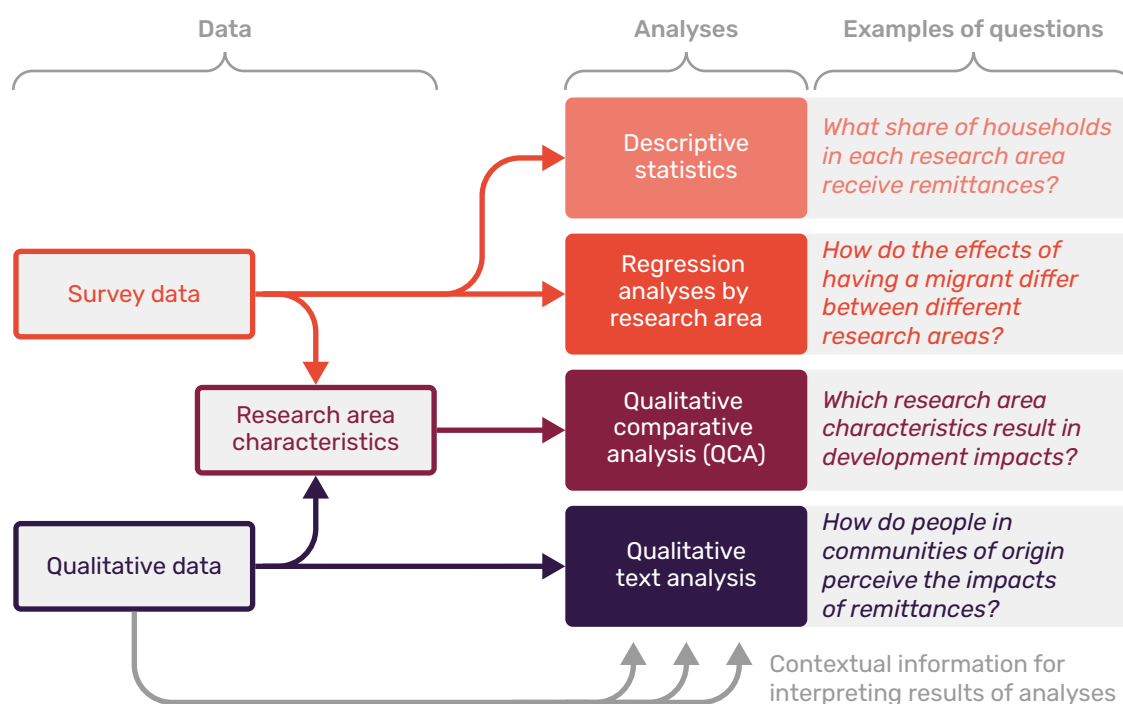 Data
Analyses
Examples of questions
Descriptive
statistics
What share of households
in each research area
receive remittances?
Survey data
Regression
analyses by
research area
How do the effects of
having a migrant differ
between different
research areas?
Research area
characteristics
Qualitative
comparative
analysis (QCA)
Which research area
characteristics result in
development impacts?
Qualitative data
Qualitative
text analysis
How do people in
communities of origin
perceive the impacts
of remittances?
Contextual information for
interpreting results of analyses